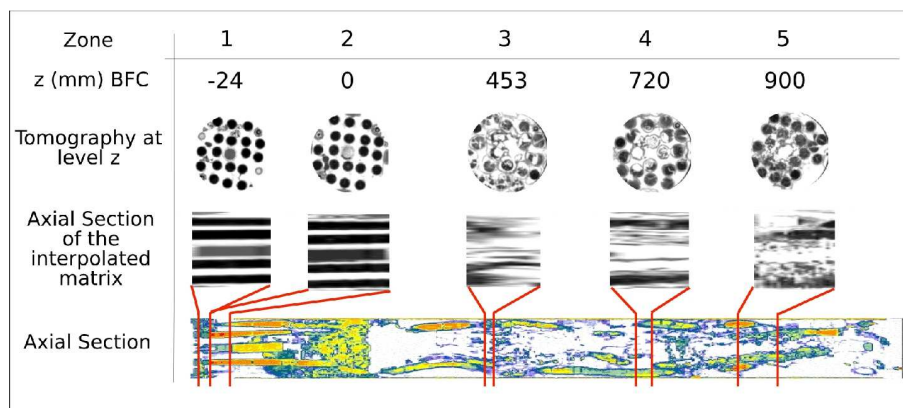 Zone 1 2 3 4 5
z (mm) BFC -24 0 453 720 900
Tomography at
level z
Axial Section
of the
interpolated
matrix
Axial Section